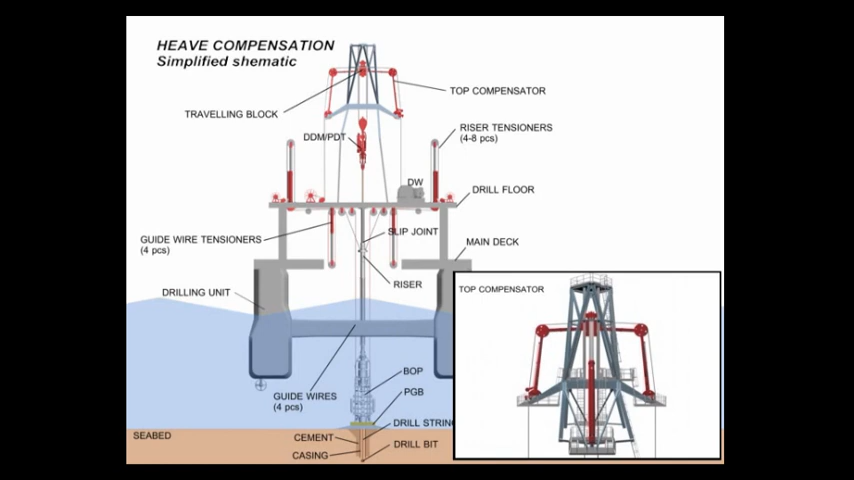 HEAVE COMPENSATION
Simplified shematic
TOP COMPENSATOR
TRAVELLING BLOCK
RISER TENSIONERS
(4-8 pcs)
DDM/PDT
DW
DRILL FLOOR
SLIP JOINT
GUIDE WIRE TENSIONERS
(4 pcs)
MAIN DECK
RISER
DRILLING UNIT
TOP COMPENSATOR
BOP
PGB
GUIDE WIRES
(4 pcs)
DRILL STRING
SEABED
CEMENT
DRILL BIT
CASING